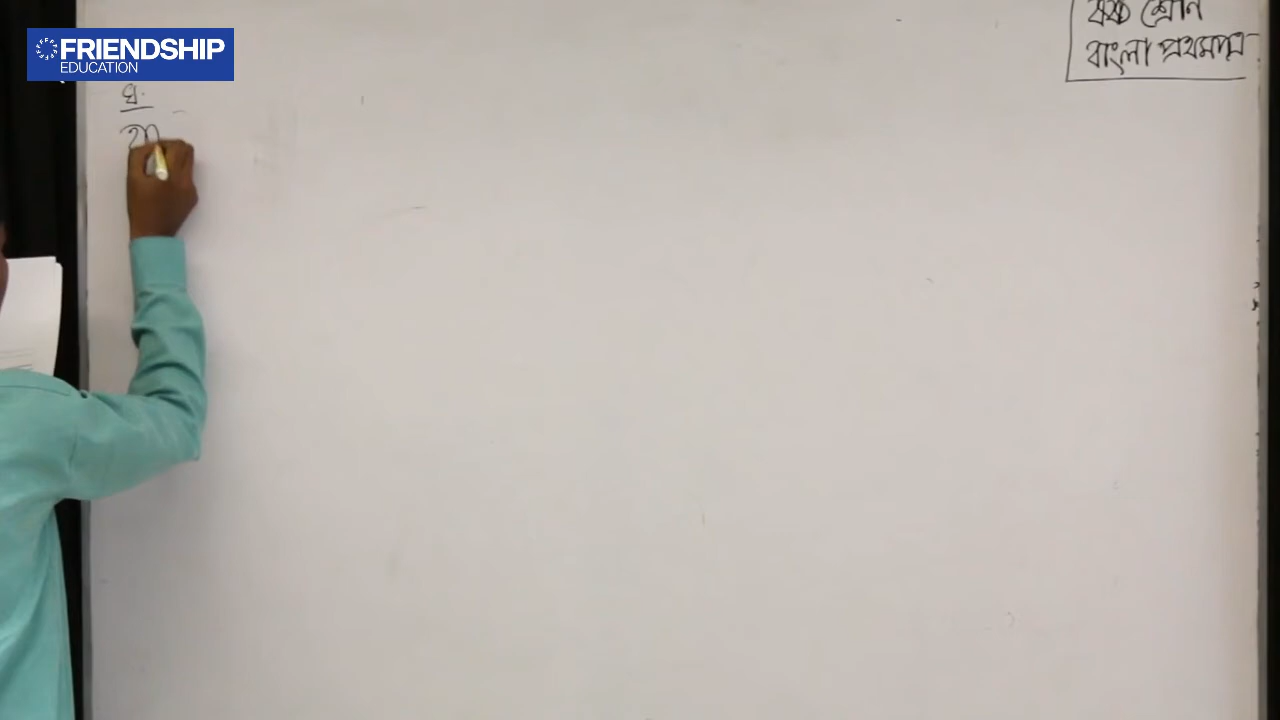 FRIENDSHIP
EDUCATION
ষষ্ঠ শ্রেণি
বাংলা প্রথমপত্র
ঘ.